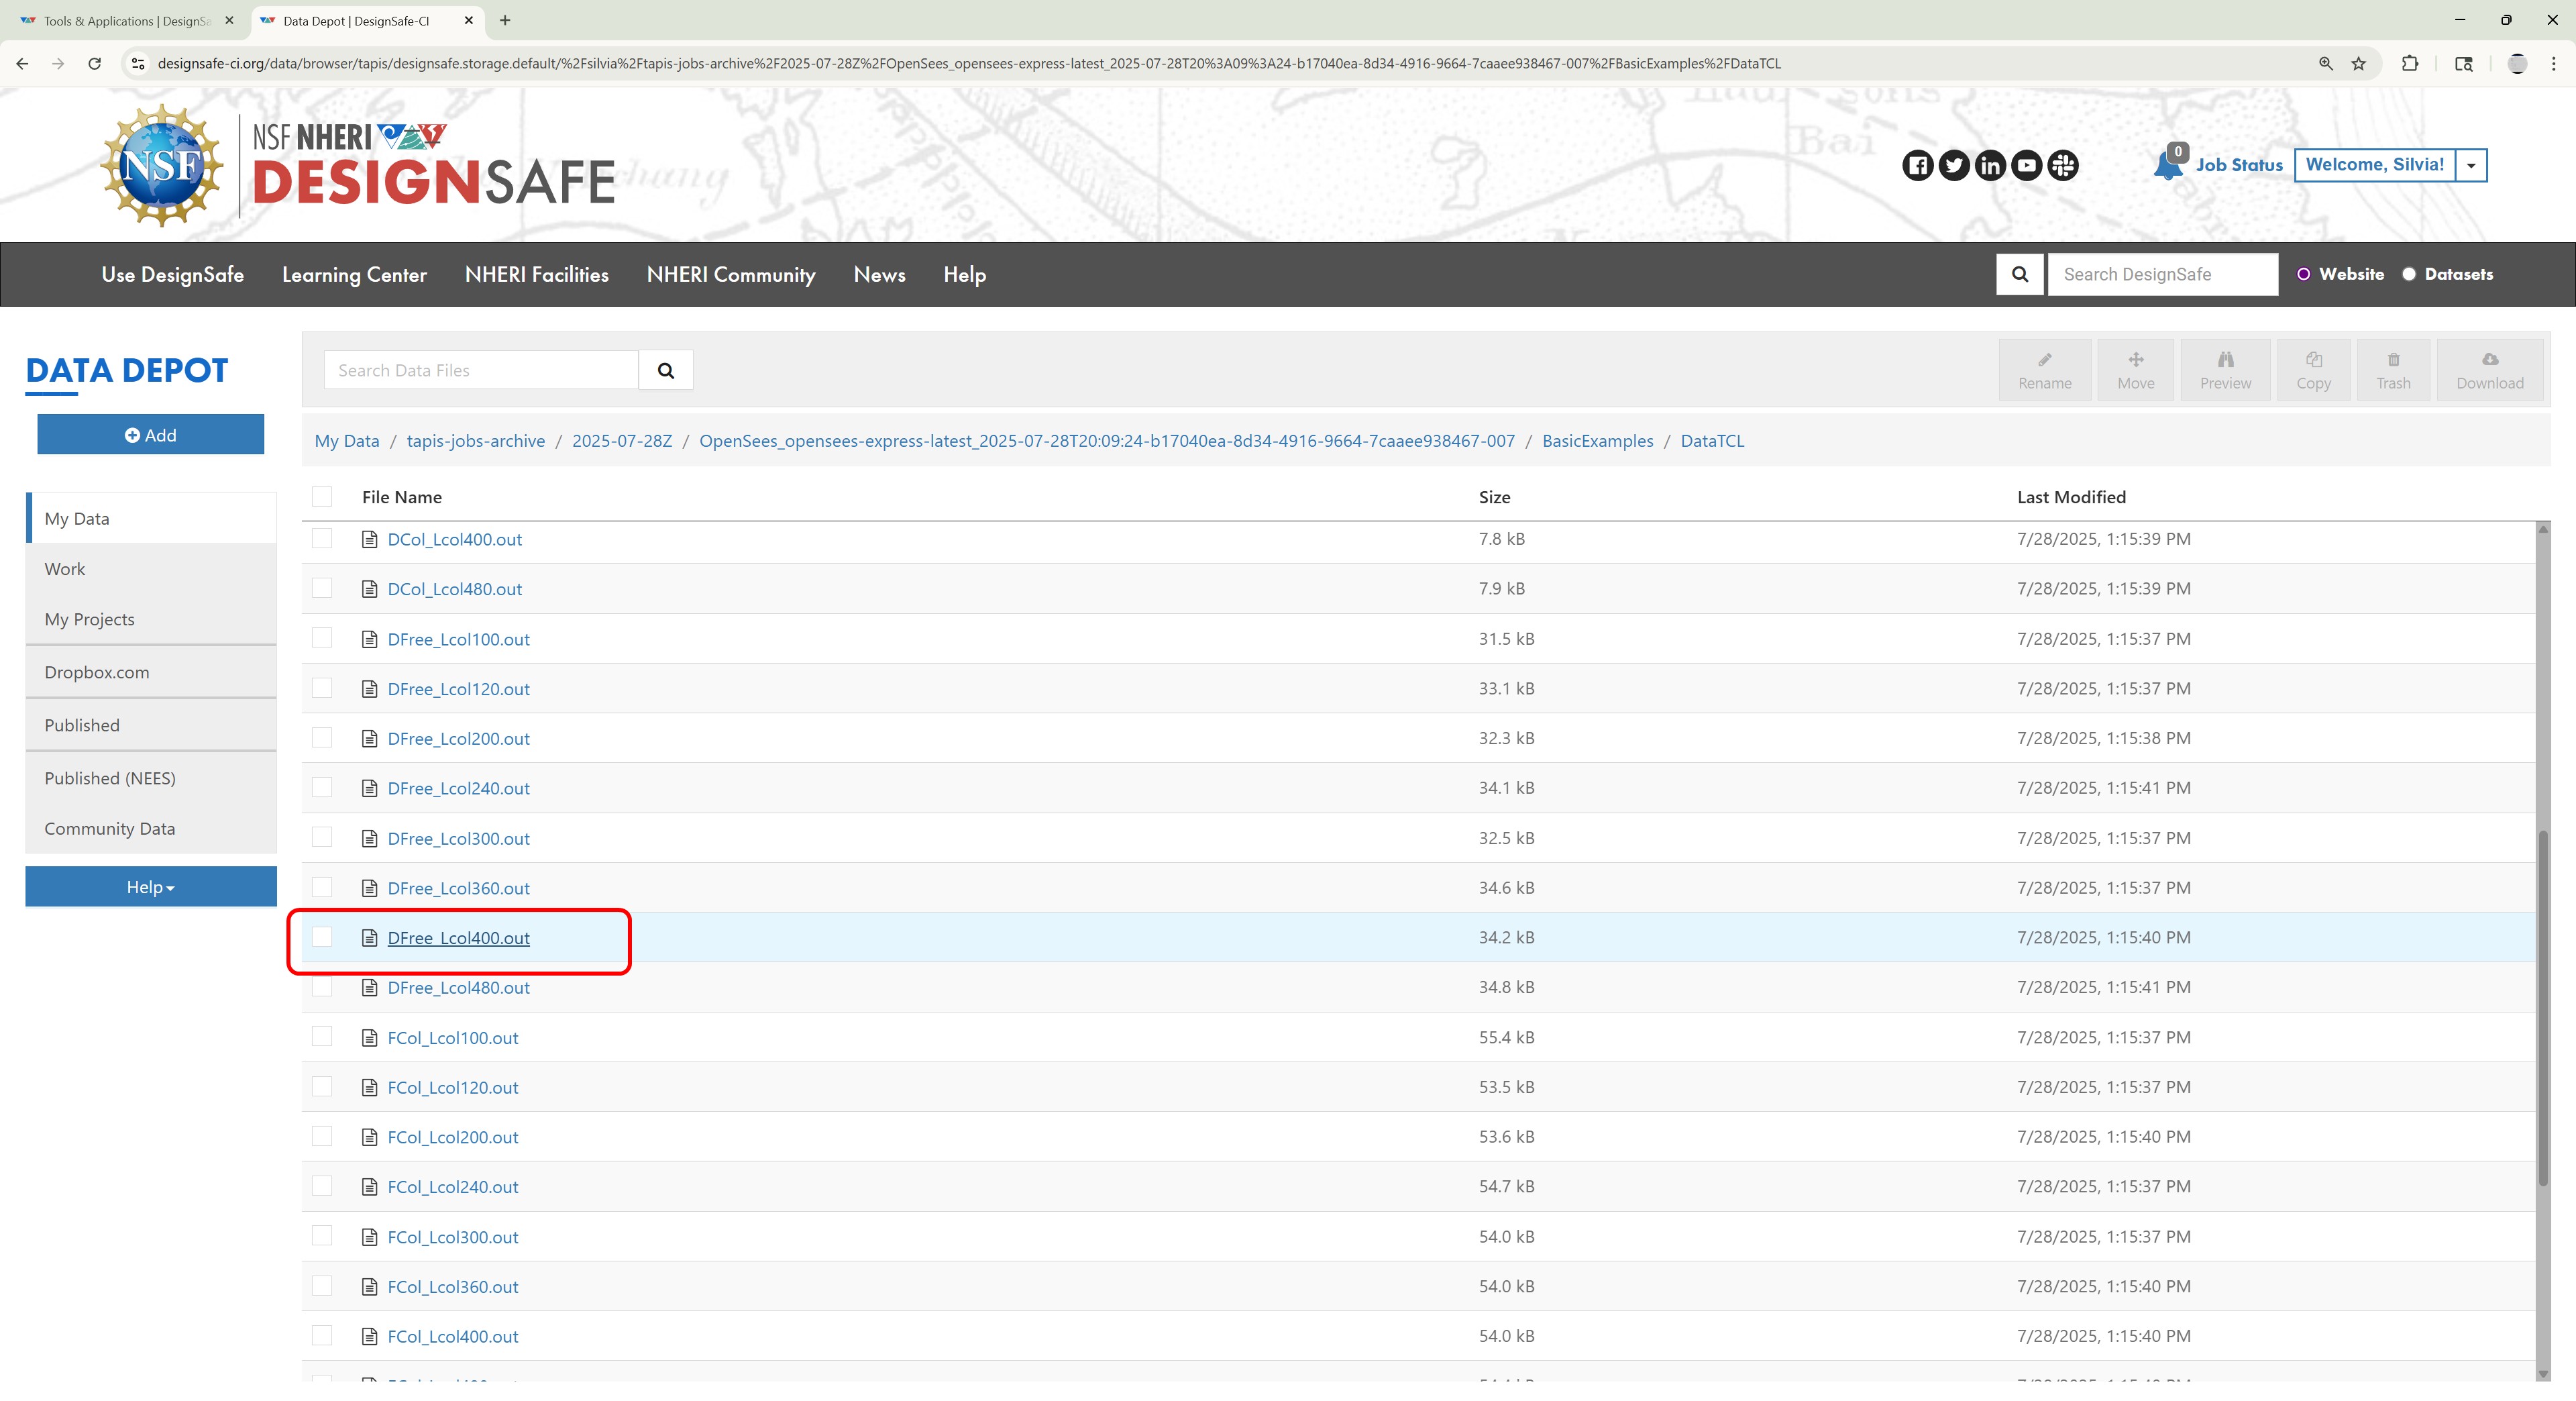 Tools & Applications | DesignSa
Data Depot | DesignSafe-CI
designsafe-ci.org/data/browser/tapis/designsafe.storage.default/%2Fsilvia%2Ftapis-jobs-archive%2F2025-07-28Z%2FOpenSees_opensees-express-latest_2025-07-28T20%3A09%3A24-b17040ea-8d34-4916-9664-7caaee938467-007%2FBasicExamples%2FDataTCL
NSF
NSF NHERI
DESIGNSAFE
0
Job Status
Welcome, Silvia!
Use DesignSafe Learning Center NHERI Facilities NHERI Community News Help
Search DesignSafe
Website Datasets
DATA DEPOT
Add
My Data
Work
My Projects
Dropbox.com
Published
Published (NEES)
Community Data
Help
Search Data Files
Rename Move Preview Copy Trash Download
My Data / tapis-jobs-archive / 2025-07-28Z / OpenSees_opensees-express-latest_2025-07-28T20:09:24-b17040ea-8d34-4916-9664-7caaee938467-007 / BasicExamples / DataTCL
File Name Size Last Modified
DCol_Lcol400.out 7.8 kB 7/28/2025, 1:15:39 PM
DCol_Lcol480.out 7.9 kB 7/28/2025, 1:15:39 PM
DFree_Lcol100.out 31.5 kB 7/28/2025, 1:15:37 PM
DFree_Lcol120.out 33.1 kB 7/28/2025, 1:15:37 PM
DFree_Lcol200.out 32.3 kB 7/28/2025, 1:15:38 PM
DFree_Lcol240.out 34.1 kB 7/28/2025, 1:15:41 PM
DFree_Lcol300.out 32.5 kB 7/28/2025, 1:15:37 PM
DFree_Lcol360.out 34.6 kB 7/28/2025, 1:15:37 PM
DFree_Lcol400.out 34.2 kB 7/28/2025, 1:15:40 PM
DFree_Lcol480.out 34.8 kB 7/28/2025, 1:15:41 PM
FCol_Lcol100.out 55.4 kB 7/28/2025, 1:15:37 PM
FCol_Lcol120.out 53.5 kB 7/28/2025, 1:15:37 PM
FCol_Lcol200.out 53.6 kB 7/28/2025, 1:15:40 PM
FCol_Lcol240.out 54.7 kB 7/28/2025, 1:15:37 PM
FCol_Lcol300.out 54.0 kB 7/28/2025, 1:15:37 PM
FCol_Lcol360.out 54.0 kB 7/28/2025, 1:15:40 PM
FCol_Lcol400.out 54.0 kB 7/28/2025, 1:15:40 PM